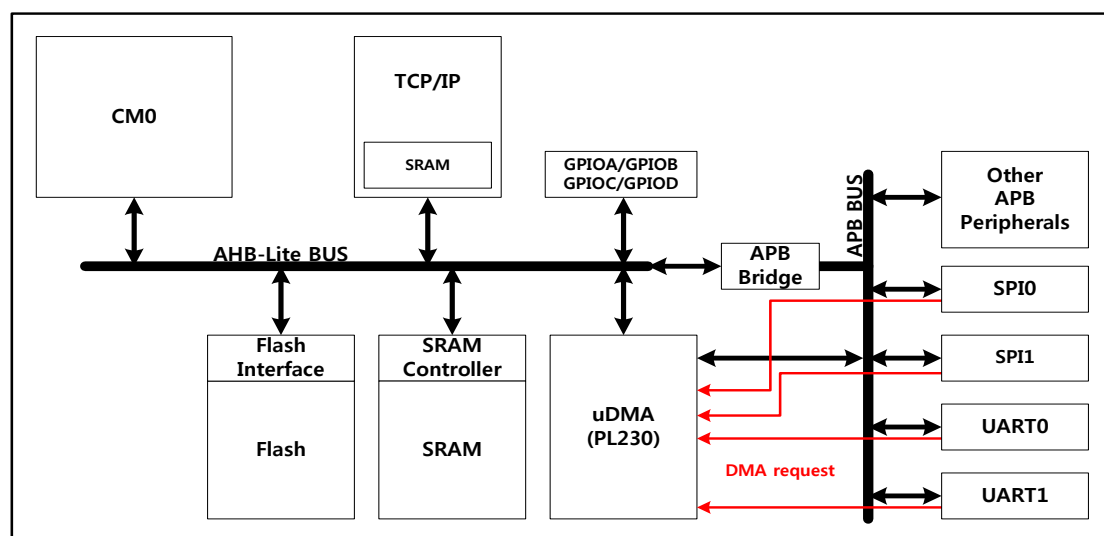 CM0
TCP/IP
SRAM
GPIOA/GPIOB
GPIOC/GPIOD
Other
APB
Peripherals
APB BUS
AHB-Lite BUS
APB
Bridge
SPI0
Flash
Interface
SRAM
Controller
SPI1
uDMA
(PL230)
Flash
SRAM
UART0
DMA request
UART1